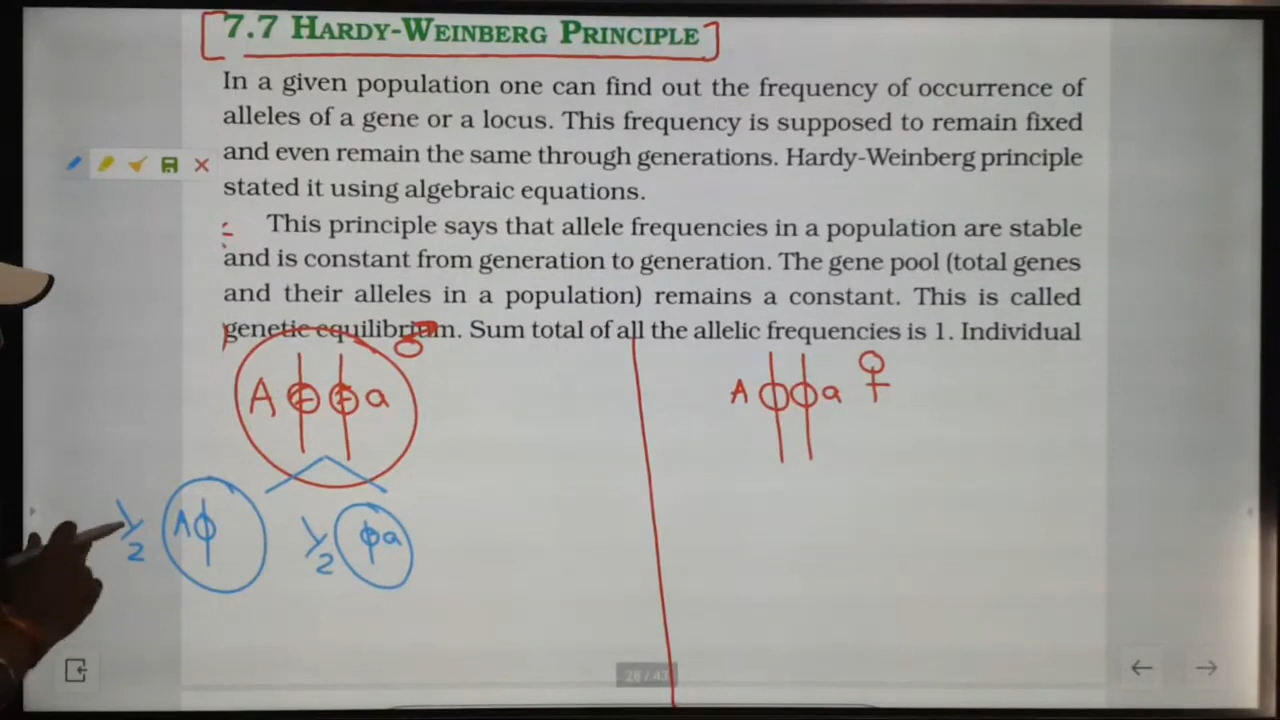 7.7 HARDY-WEINBERG PRINCIPLE
In a given population one can find out the frequency of occurrence of
alleles of a gene or a locus. This frequency is supposed to remain fixed
and even remain the same through generations. Hardy-Weinberg principle
stated it using algebraic equations.
This principle says that allele frequencies in a population are stable
and is constant from generation to generation. The gene pool (total genes
and their alleles in a population) remains a constant. This is called
genetic equilibrium. Sum total of all the allelic frequencies is 1. Individual
A a ♂ A a ♀
1/2 A 1/2 a
28 / 43